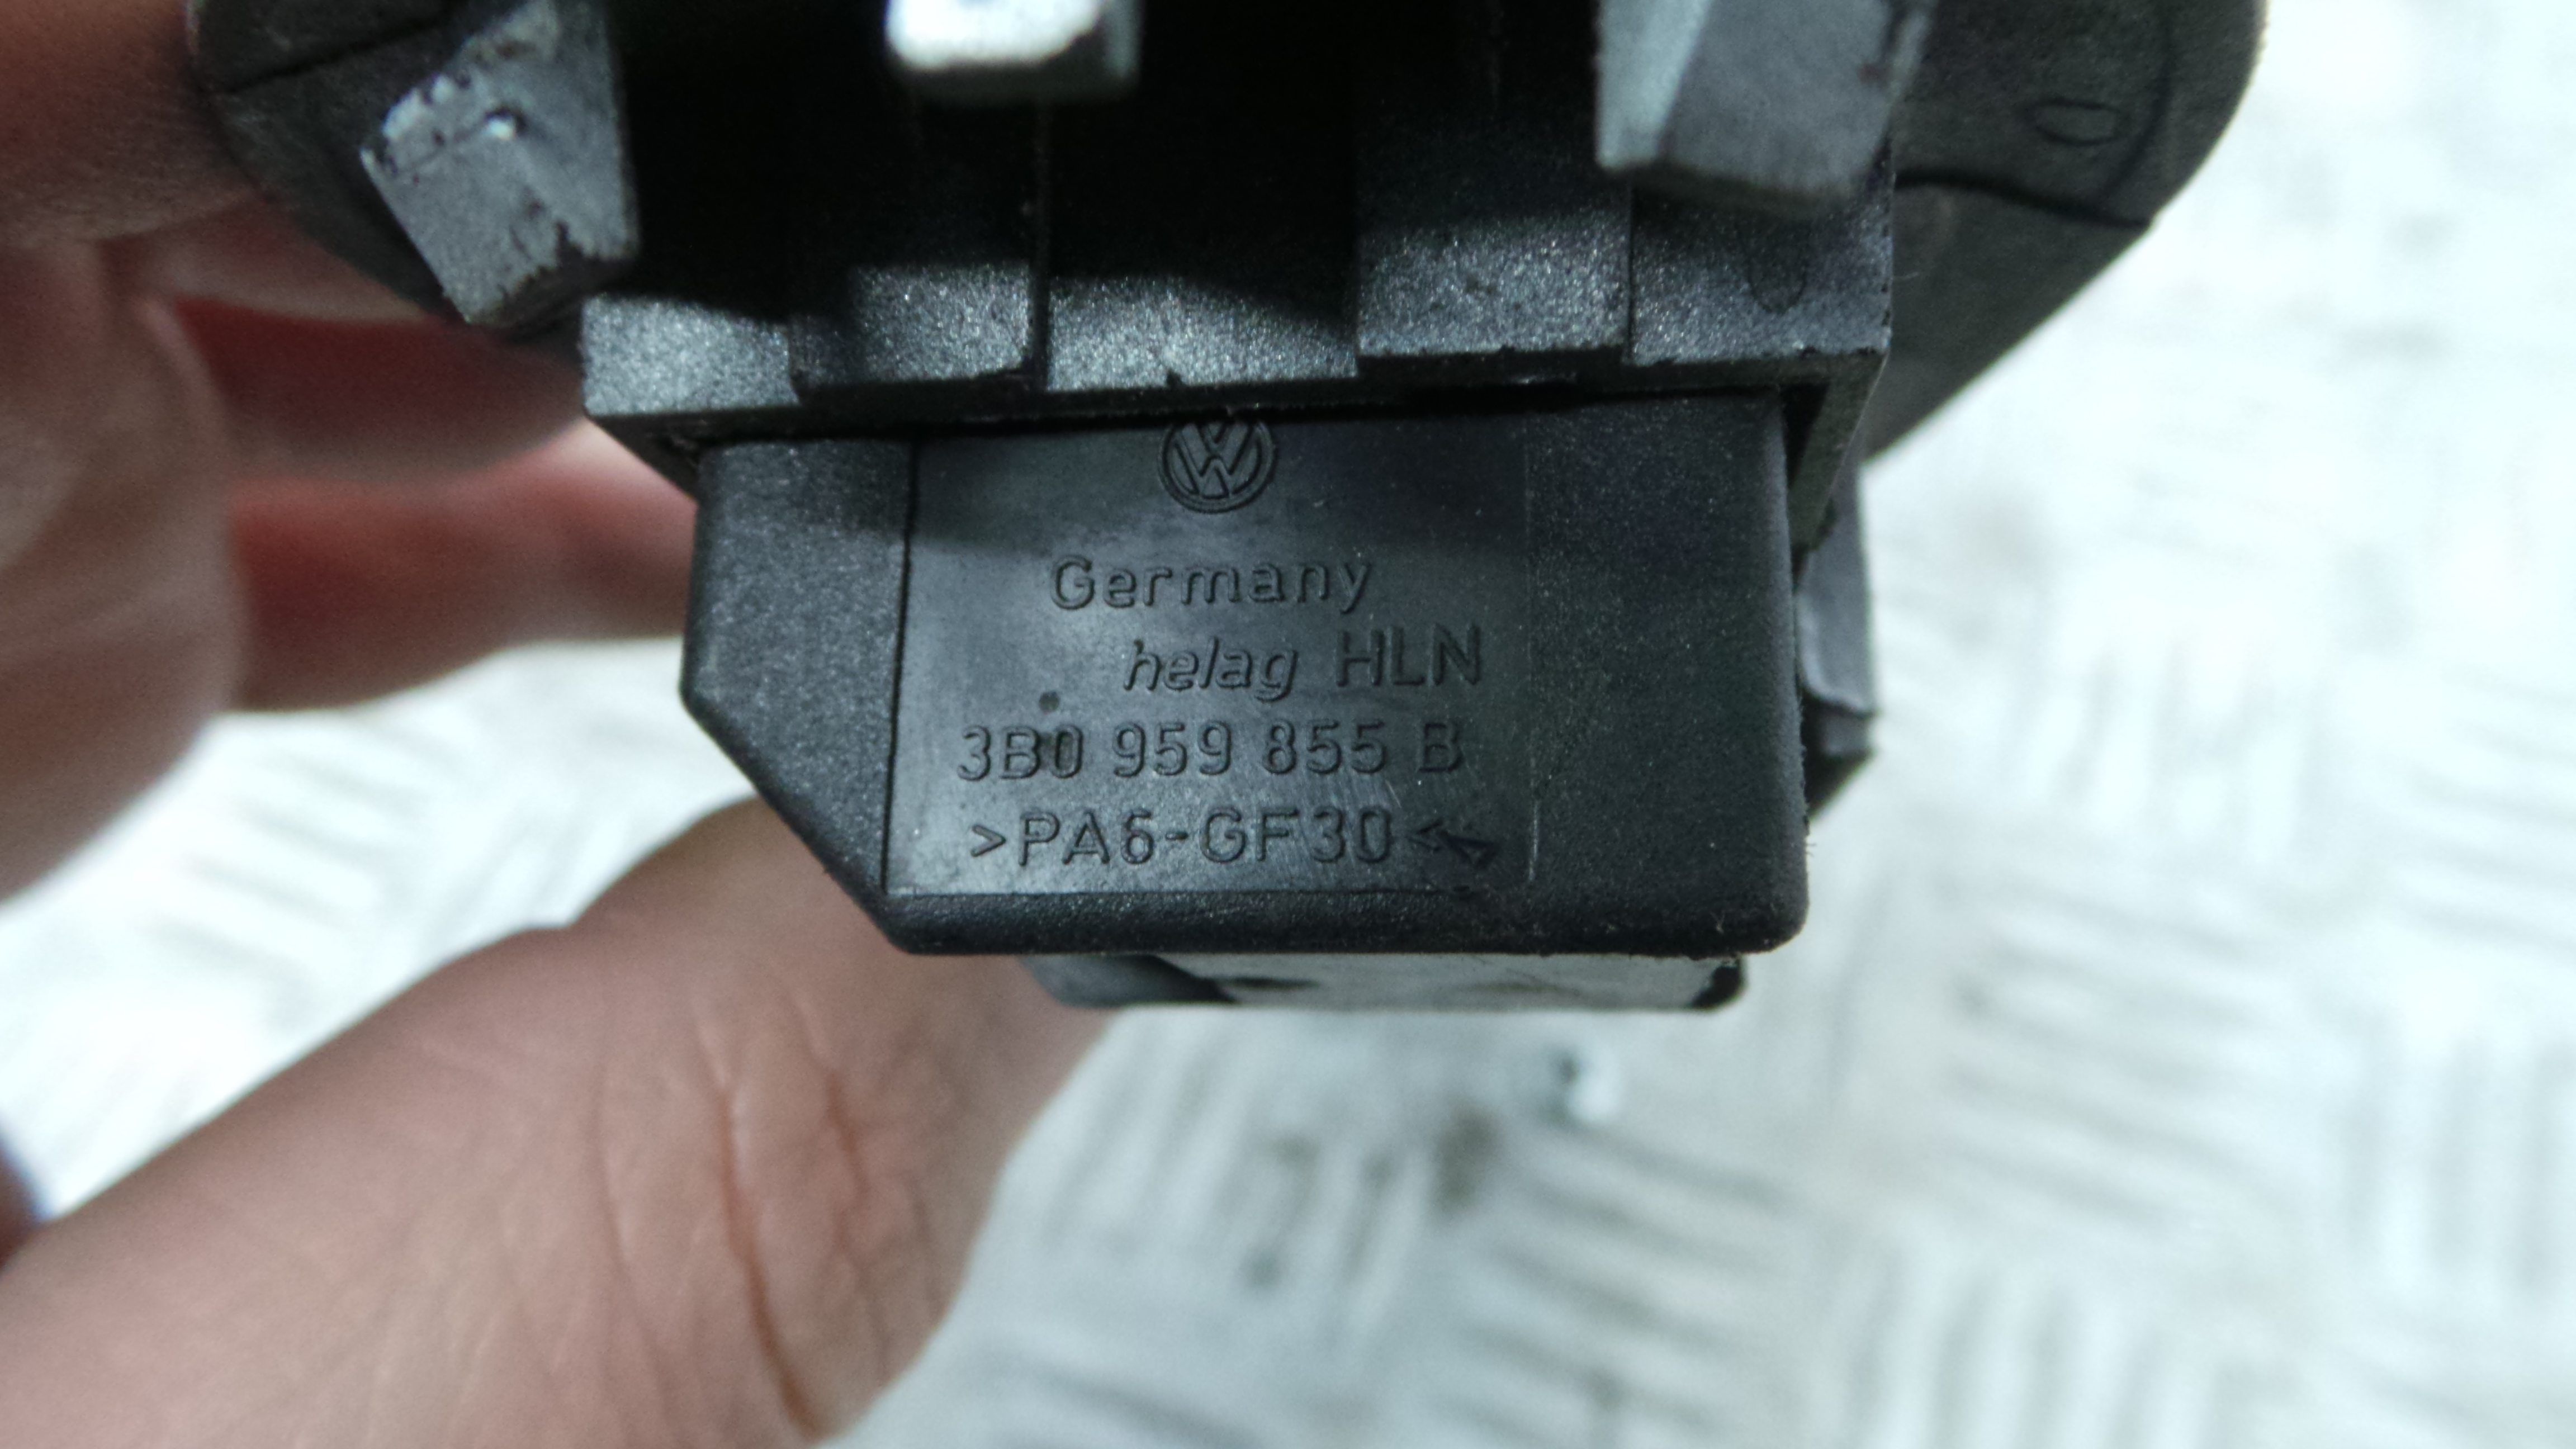 Germany
helag HLN
3B0 959 855 B
>PA6-GF30<